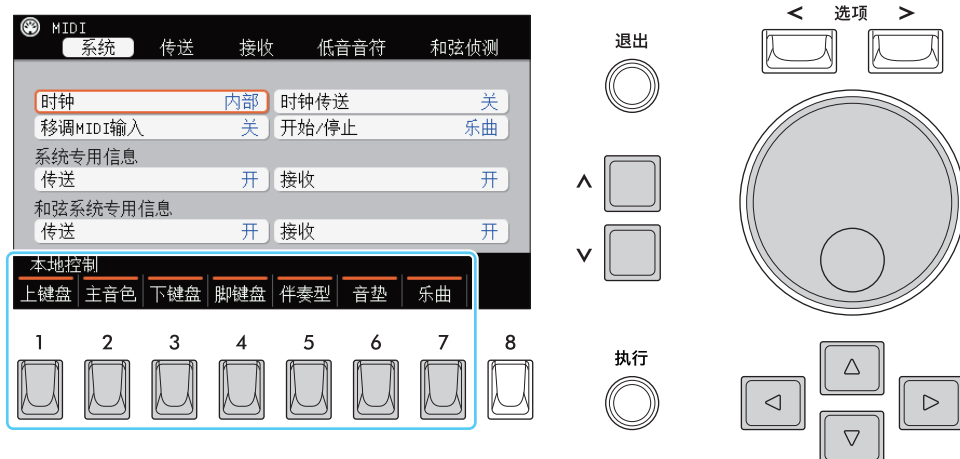 MIDI
系统 传送 接收 低音音符 和弦侦测
时钟 内部 时钟传送 关
移调MIDI输入 关 开始/停止 乐曲
系统专用信息
传送 开 接收 开
和弦系统专用信息
传送 开 接收 开
本地控制
上键盘 主音色 下键盘 脚键盘 伴奏型 音垫 乐曲
1 2 3 4 5 6 7 8
退出
< 选项 >
∧
∨
执行